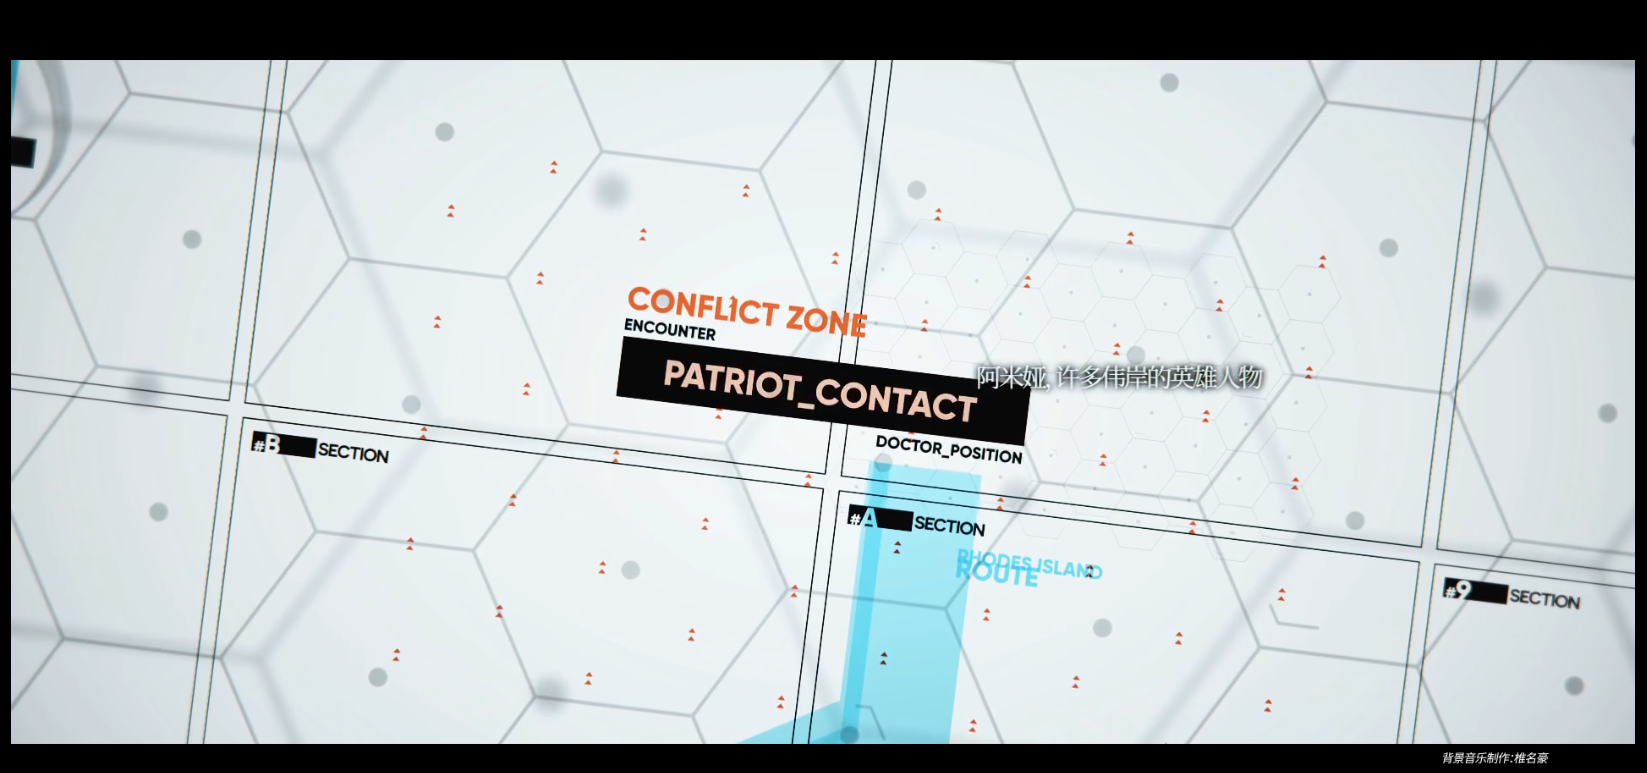 CONFLICT ZONE
ENCOUNTER
PATRIOT_CONTACT
阿米娅, 许多伟岸的英雄人物
DOCTOR_POSITION
#B SECTION
#A SECTION
RHODES ISLAND
ROUTE
#9 SECTION
背景音乐制作:椎名豪